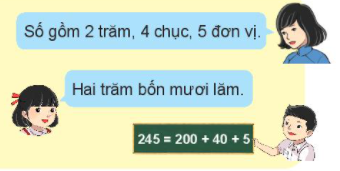 Số gồm 2 trăm, 4 chục, 5 đơn vị.
Hai trăm bốn mươi lăm.
245 = 200 + 40 + 5